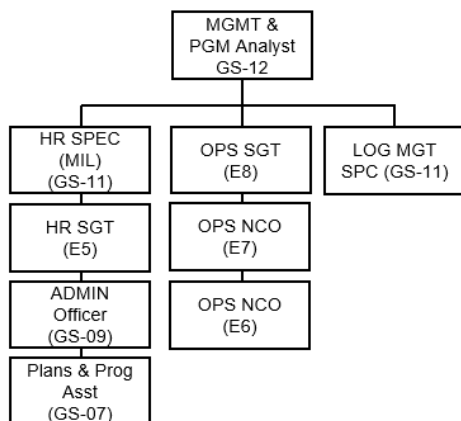 MGMT &
PGM Analyst
GS-12
HR SPEC
(MIL)
(GS-11)
OPS SGT
(E8)
LOG MGT
SPC (GS-11)
HR SGT
(E5)
OPS NCO
(E7)
ADMIN
Officer
(GS-09)
OPS NCO
(E6)
Plans & Prog
Asst
(GS-07)